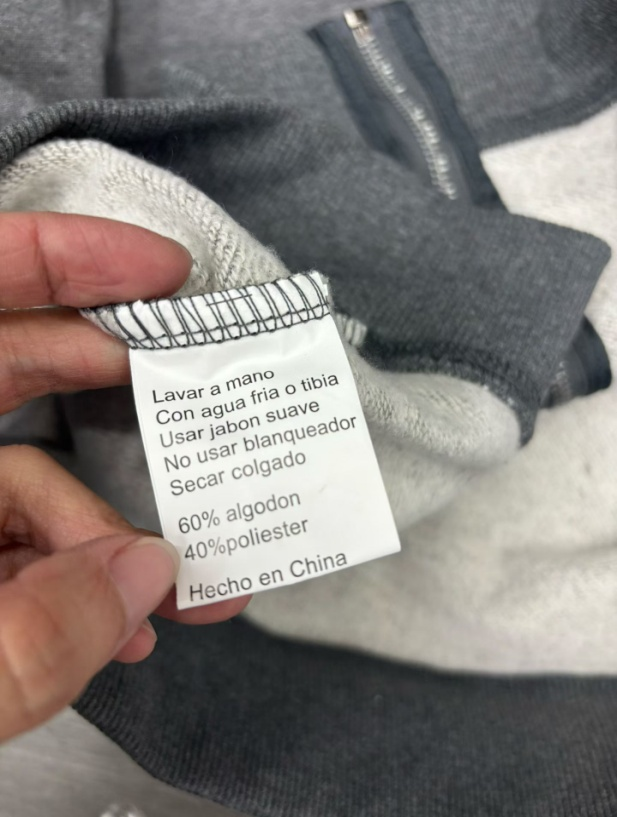 Lavar a mano
Con agua fria o tibia
Usar jabon suave
No usar blanqueador
Secar colgado
60% algodon
40%poliester
Hecho en China